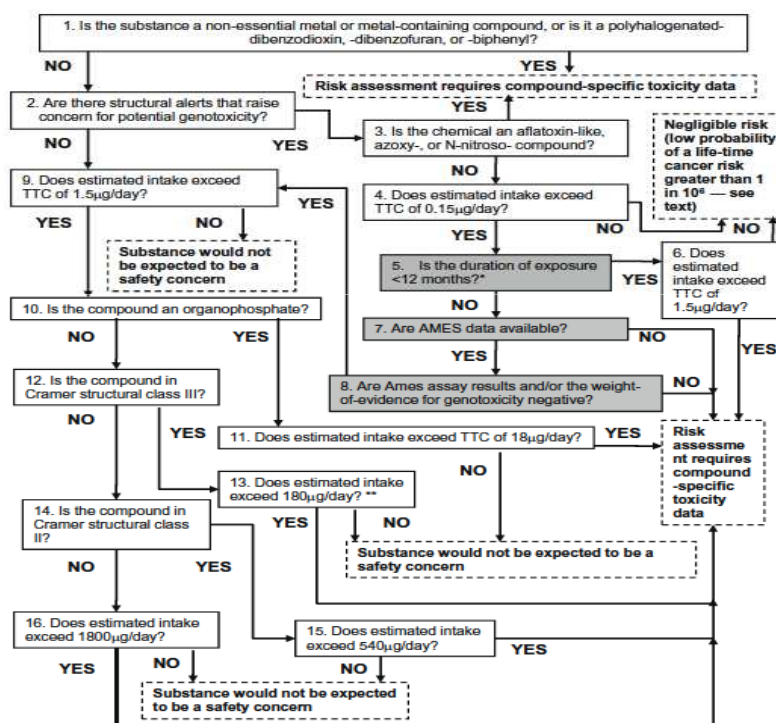 1. Is the substance a non-essential metal or metal-containing compound, or is it a polyhalogenated-
dibenzodioxin, -dibenzofuran, or -biphenyl?
NO
YES
Risk assessment requires compound-specific toxicity data
2. Are there structural alerts that raise
concern for potential genotoxicity?
YES
YES
3. Is the chemical an aflatoxin-like,
azoxy-, or N-nitroso- compound?
Negligible risk
(low probability
of a life-time
cancer risk
greater than 1
in 10⁶ — see
text)
NO
NO
9. Does estimated intake exceed
TTC of 1.5µg/day?
YES
4. Does estimated intake exceed
TTC of 0.15µg/day?
YES
NO
YES
NO
NO
Substance would not
be expected to be a
safety concern
5. Is the duration of exposure
<12 months?*
YES
6. Does
estimated
intake exceed
TTC of
1.5µg/day?
10. Is the compound an organophosphate?
NO
7. Are AMES data available?
NO
YES
NO
YES
YES
12. Is the compound in
Cramer structural class III?
8. Are Ames assay results and/or the weight-
of-evidence for genotoxicity negative?
NO
NO
YES
11. Does estimated intake exceed TTC of 18µg/day?
YES
Risk
assessme
nt requires
compound
-specific
toxicity
data
NO
13. Does estimated intake
exceed 180µg/day? **
14. Is the compound in
Cramer structural class
II?
YES
NO
Substance would not be expected to be a
safety concern
NO
YES
16. Does estimated intake
exceed 1800µg/day?
15. Does estimated intake
exceed 540µg/day?
YES
YES
NO
NO
Substance would not be expected
to be a safety concern